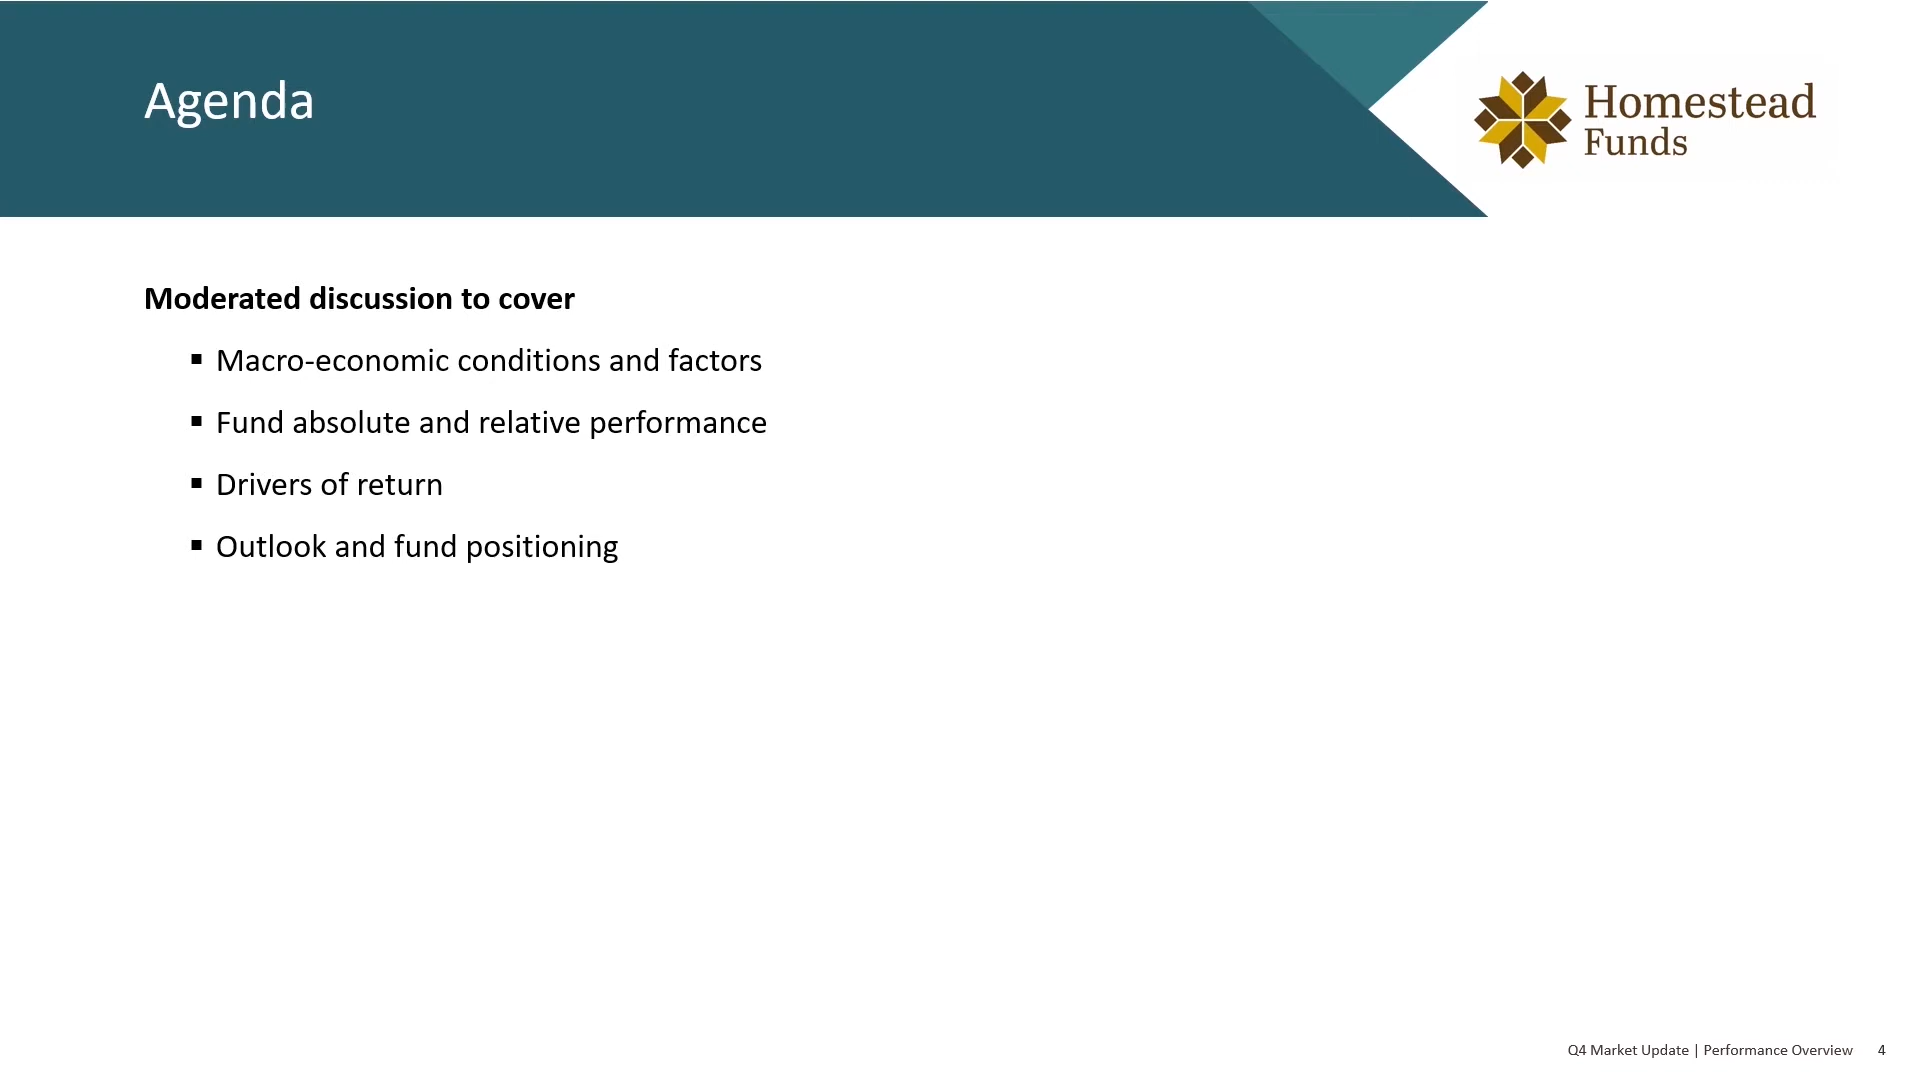 Agenda
Homestead
Funds
Moderated discussion to cover
▪ Macro-economic conditions and factors
▪ Fund absolute and relative performance
▪ Drivers of return
▪ Outlook and fund positioning
Q4 Market Update | Performance Overview 4